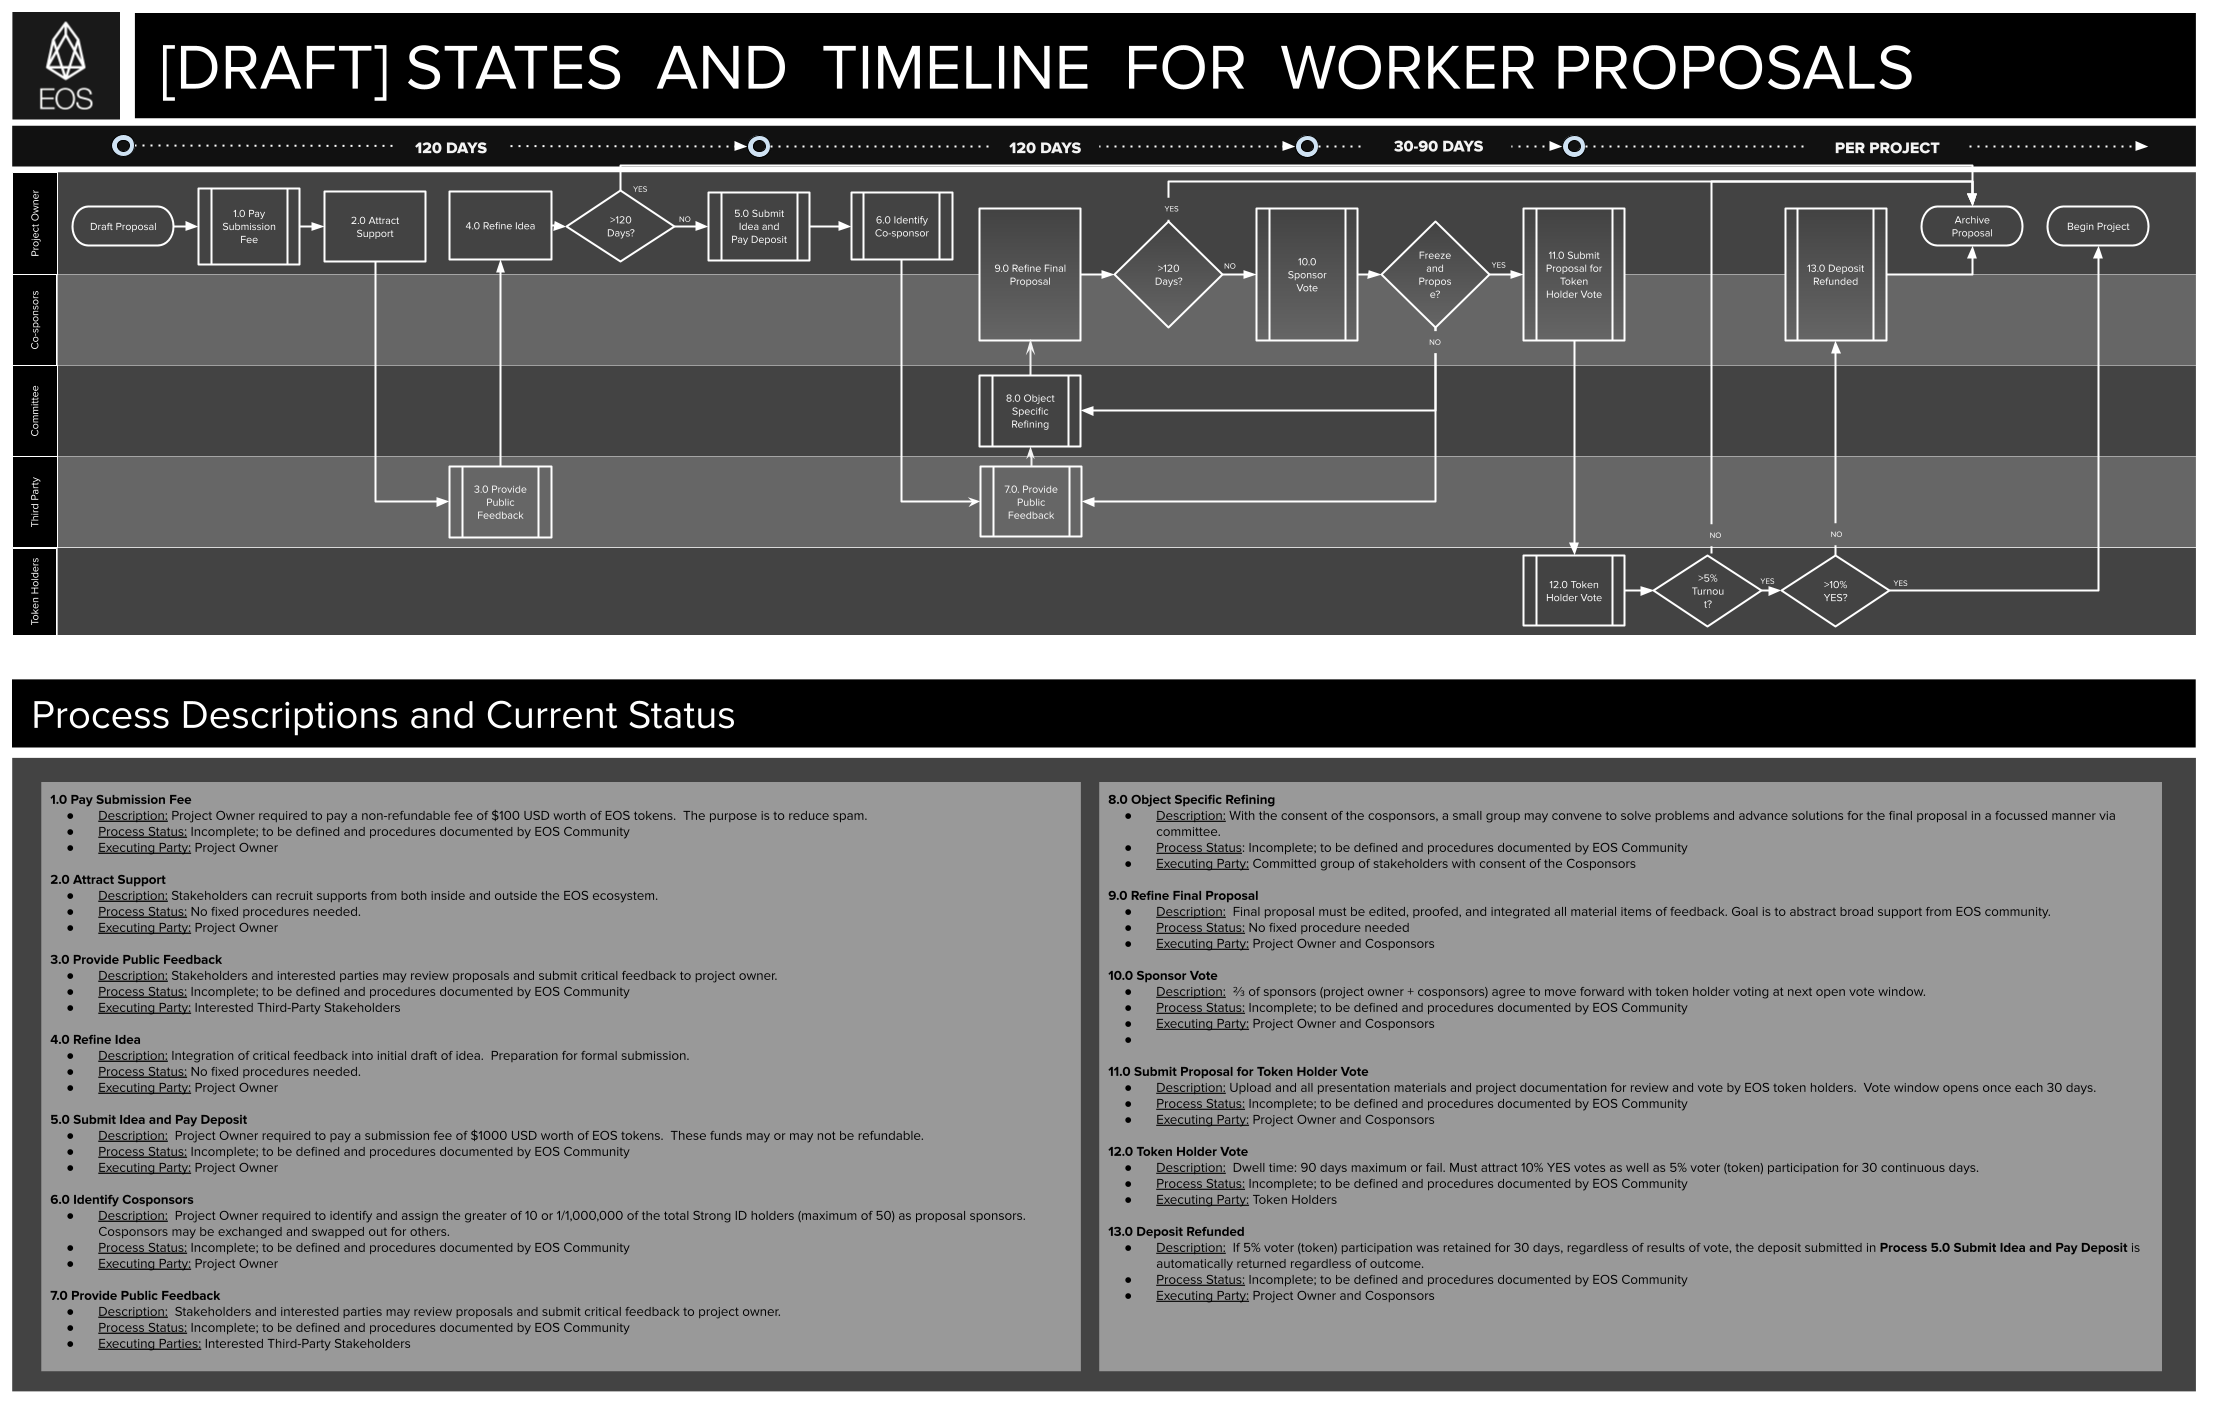 EOS
[DRAFT] STATES AND TIMELINE FOR WORKER PROPOSALS
120 DAYS
120 DAYS
30-90 DAYS
PER PROJECT
Project Owner
Draft Proposal
1.0 Pay
Submission
Fee
2.0 Attract
Support
4.0 Refine Idea
>120
Days?
YES
NO
5.0 Submit
Idea and
Pay Deposit
6.0 Identify
Co-sponsor
9.0 Refine Final
Proposal
YES
>120
Days?
NO
10.0
Sponsor
Vote
Freeze
and
Propos
e?
YES
NO
11.0 Submit
Proposal for
Token
Holder Vote
13.0 Deposit
Refunded
Archive
Proposal
Begin Project
Co-sponsors
Committee
8.0 Object
Specific
Refining
Third Party
3.0 Provide
Public
Feedback
7.0. Provide
Public
Feedback
Token Holders
12.0 Token
Holder Vote
NO
>5%
Turnou
t?
YES
NO
>10%
YES?
YES
Process Descriptions and Current Status
1.0 Pay Submission Fee
● Description: Project Owner required to pay a non-refundable fee of $100 USD worth of EOS tokens. The purpose is to reduce spam.
● Process Status: Incomplete; to be defined and procedures documented by EOS Community
● Executing Party: Project Owner
2.0 Attract Support
● Description: Stakeholders can recruit supports from both inside and outside the EOS ecosystem.
● Process Status: No fixed procedures needed.
● Executing Party: Project Owner
3.0 Provide Public Feedback
● Description: Stakeholders and interested parties may review proposals and submit critical feedback to project owner.
● Process Status: Incomplete; to be defined and procedures documented by EOS Community
● Executing Party: Interested Third-Party Stakeholders
4.0 Refine Idea
● Description: Integration of critical feedback into initial draft of idea. Preparation for formal submission.
● Process Status: No fixed procedures needed.
● Executing Party: Project Owner
5.0 Submit Idea and Pay Deposit
● Description: Project Owner required to pay a submission fee of $1000 USD worth of EOS tokens. These funds may or may not be refundable.
● Process Status: Incomplete; to be defined and procedures documented by EOS Community
● Executing Party: Project Owner
6.0 Identify Cosponsors
● Description: Project Owner required to identify and assign the greater of 10 or 1/1,000,000 of the total Strong ID holders (maximum of 50) as proposal sponsors.
Cosponsors may be exchanged and swapped out for others.
● Process Status: Incomplete; to be defined and procedures documented by EOS Community
● Executing Party: Project Owner
7.0 Provide Public Feedback
● Description: Stakeholders and interested parties may review proposals and submit critical feedback to project owner.
● Process Status: Incomplete; to be defined and procedures documented by EOS Community
● Executing Parties: Interested Third-Party Stakeholders
8.0 Object Specific Refining
● Description: With the consent of the cosponsors, a small group may convene to solve problems and advance solutions for the final proposal in a focussed manner via
committee.
● Process Status: Incomplete; to be defined and procedures documented by EOS Community
● Executing Party: Committed group of stakeholders with consent of the Cosponsors
9.0 Refine Final Proposal
● Description: Final proposal must be edited, proofed, and integrated all material items of feedback. Goal is to abstract broad support from EOS community.
● Process Status: No fixed procedure needed
● Executing Party: Project Owner and Cosponsors
10.0 Sponsor Vote
● Description: ⅔ of sponsors (project owner + cosponsors) agree to move forward with token holder voting at next open vote window.
● Process Status: Incomplete; to be defined and procedures documented by EOS Community
● Executing Party: Project Owner and Cosponsors
●
11.0 Submit Proposal for Token Holder Vote
● Description: Upload and all presentation materials and project documentation for review and vote by EOS token holders. Vote window opens once each 30 days.
● Process Status: Incomplete; to be defined and procedures documented by EOS Community
● Executing Party: Project Owner and Cosponsors
12.0 Token Holder Vote
● Description: Dwell time: 90 days maximum or fail. Must attract 10% YES votes as well as 5% voter (token) participation for 30 continuous days.
● Process Status: Incomplete; to be defined and procedures documented by EOS Community
● Executing Party: Token Holders
13.0 Deposit Refunded
● Description: If 5% voter (token) participation was retained for 30 days, regardless of results of vote, the deposit submitted in Process 5.0 Submit Idea and Pay Deposit is
automatically returned regardless of outcome.
● Process Status: Incomplete; to be defined and procedures documented by EOS Community
● Executing Party: Project Owner and Cosponsors